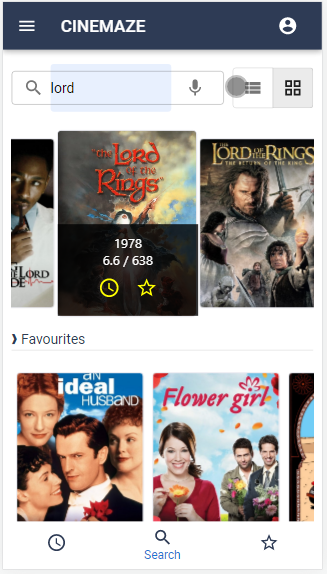 CINEMAZE
lord
LORD
DE
"THE LORD
OF THE
RINGS"
1978
6.6 / 638
THE
LORD OF THE RINGS
THE RETURN OF THE KING
Favourites
AN
ideal
HUSBAND
Flower girl
Search